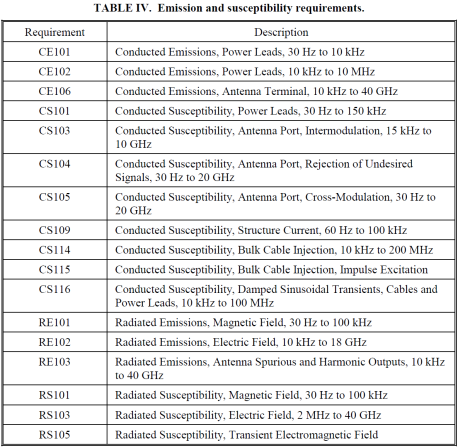 TABLE IV. Emission and susceptibility requirements.
Requirement Description
CE101 Conducted Emissions, Power Leads, 30 Hz to 10 kHz
CE102 Conducted Emissions, Power Leads, 10 kHz to 10 MHz
CE106 Conducted Emissions, Antenna Terminal, 10 kHz to 40 GHz
CS101 Conducted Susceptibility, Power Leads, 30 Hz to 150 kHz
CS103 Conducted Susceptibility, Antenna Port, Intermodulation, 15 kHz to
10 GHz
CS104 Conducted Susceptibility, Antenna Port, Rejection of Undesired
Signals, 30 Hz to 20 GHz
CS105 Conducted Susceptibility, Antenna Port, Cross-Modulation, 30 Hz to
20 GHz
CS109 Conducted Susceptibility, Structure Current, 60 Hz to 100 kHz
CS114 Conducted Susceptibility, Bulk Cable Injection, 10 kHz to 200 MHz
CS115 Conducted Susceptibility, Bulk Cable Injection, Impulse Excitation
CS116 Conducted Susceptibility, Damped Sinusoidal Transients, Cables and
Power Leads, 10 kHz to 100 MHz
RE101 Radiated Emissions, Magnetic Field, 30 Hz to 100 kHz
RE102 Radiated Emissions, Electric Field, 10 kHz to 18 GHz
RE103 Radiated Emissions, Antenna Spurious and Harmonic Outputs, 10 kHz
to 40 GHz
RS101 Radiated Susceptibility, Magnetic Field, 30 Hz to 100 kHz
RS103 Radiated Susceptibility, Electric Field, 2 MHz to 40 GHz
RS105 Radiated Susceptibility, Transient Electromagnetic Field